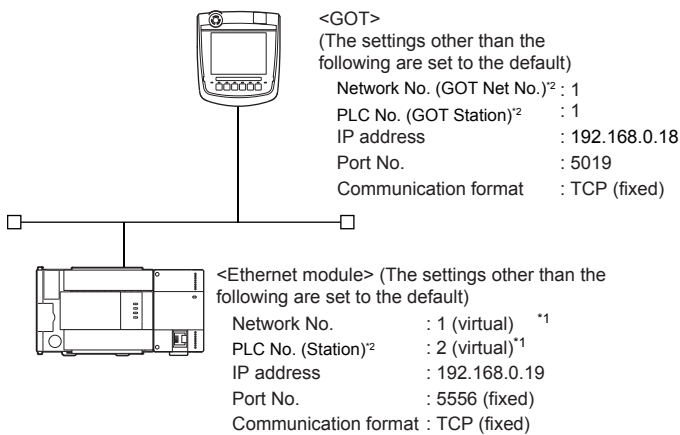 <GOT>
(The settings other than the
following are set to the default)
Network No. (GOT Net No.)*2 : 1
PLC No. (GOT Station)*2 : 1
IP address : 192.168.0.18
Port No. : 5019
Communication format : TCP (fixed)
<Ethernet module> (The settings other than the
following are set to the default)
Network No. : 1 (virtual) *1
PLC No. (Station)*2 : 2 (virtual)*1
IP address : 192.168.0.19
Port No. : 5556 (fixed)
Communication format : TCP (fixed)